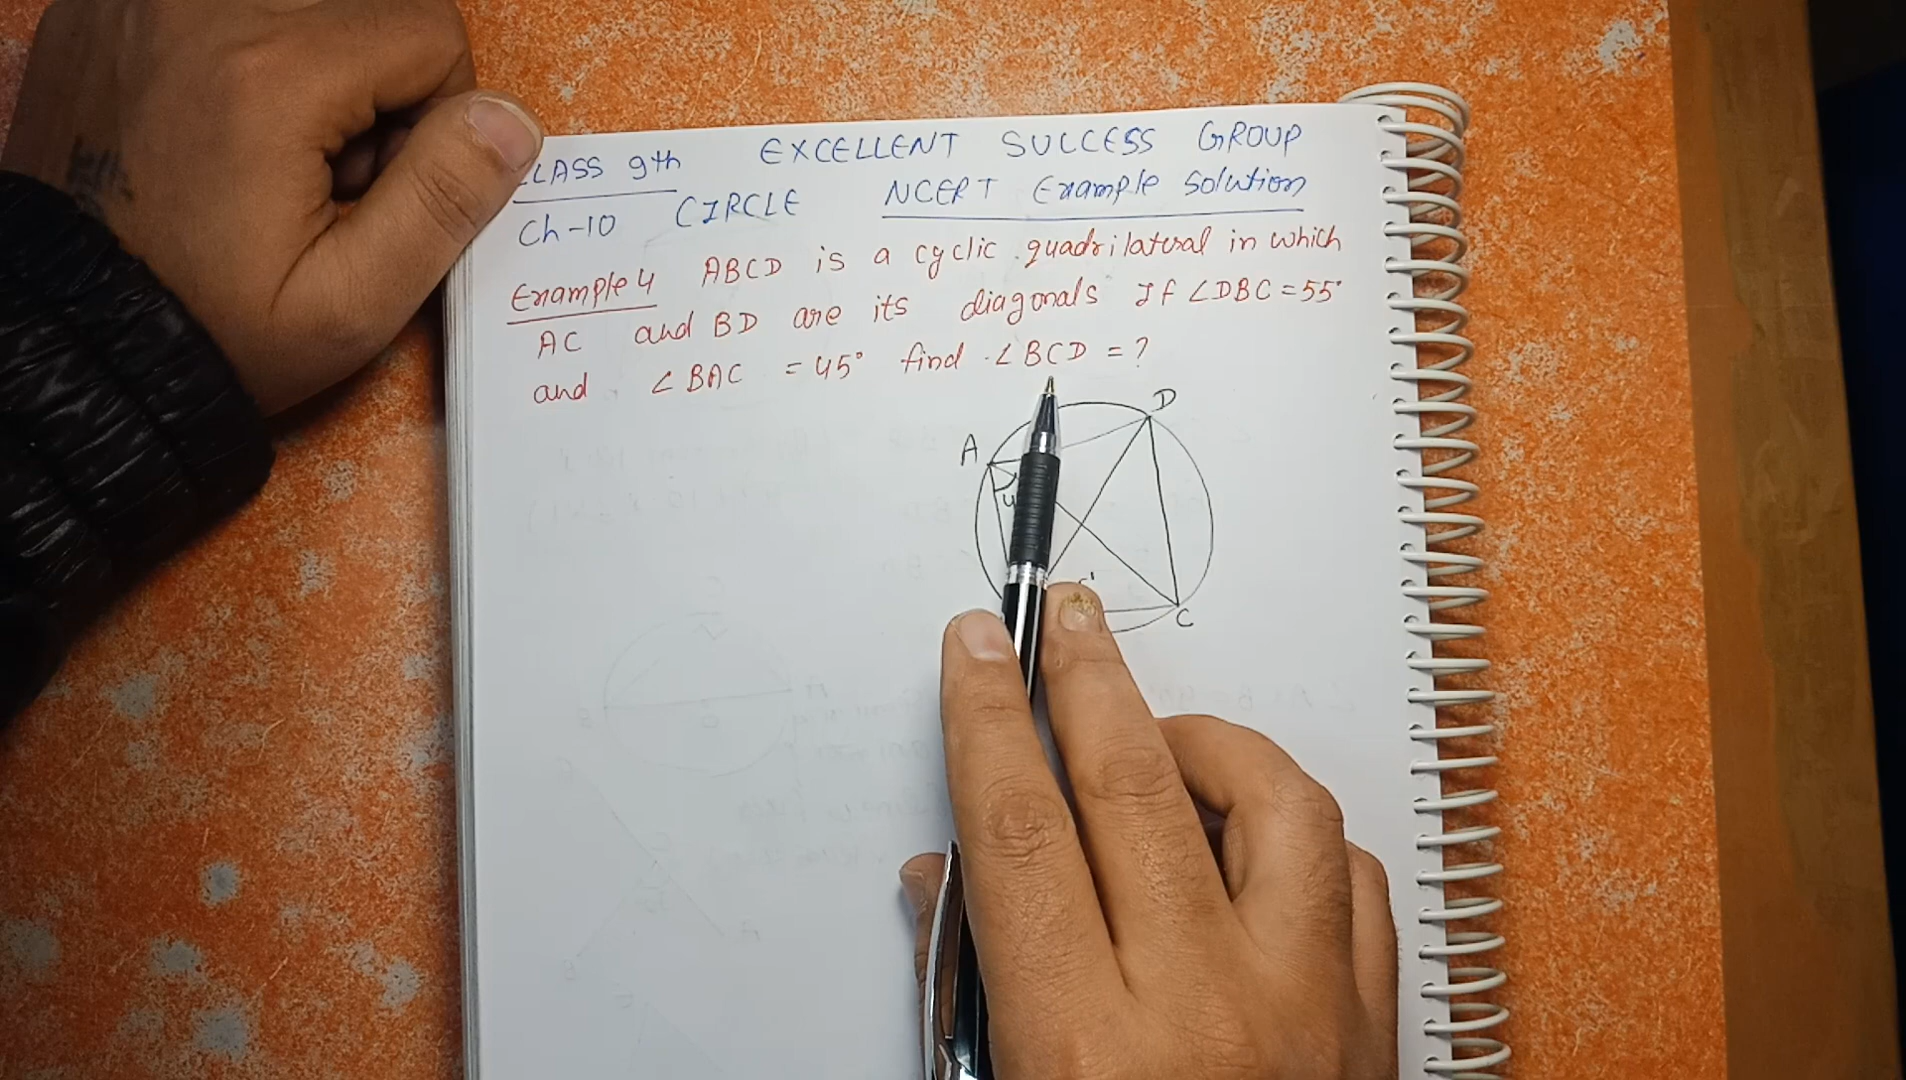 CLASS 9th EXCELLENT SUCCESS GROUP
Ch-10 CIRCLE NCERT Example Solution
Example 4 ABCD is a cyclic quadrilateral in which
AC and BD are its diagonals If ∠DBC = 55°
and ∠BAC = 45° find ∠BCD = ?
D
A
C